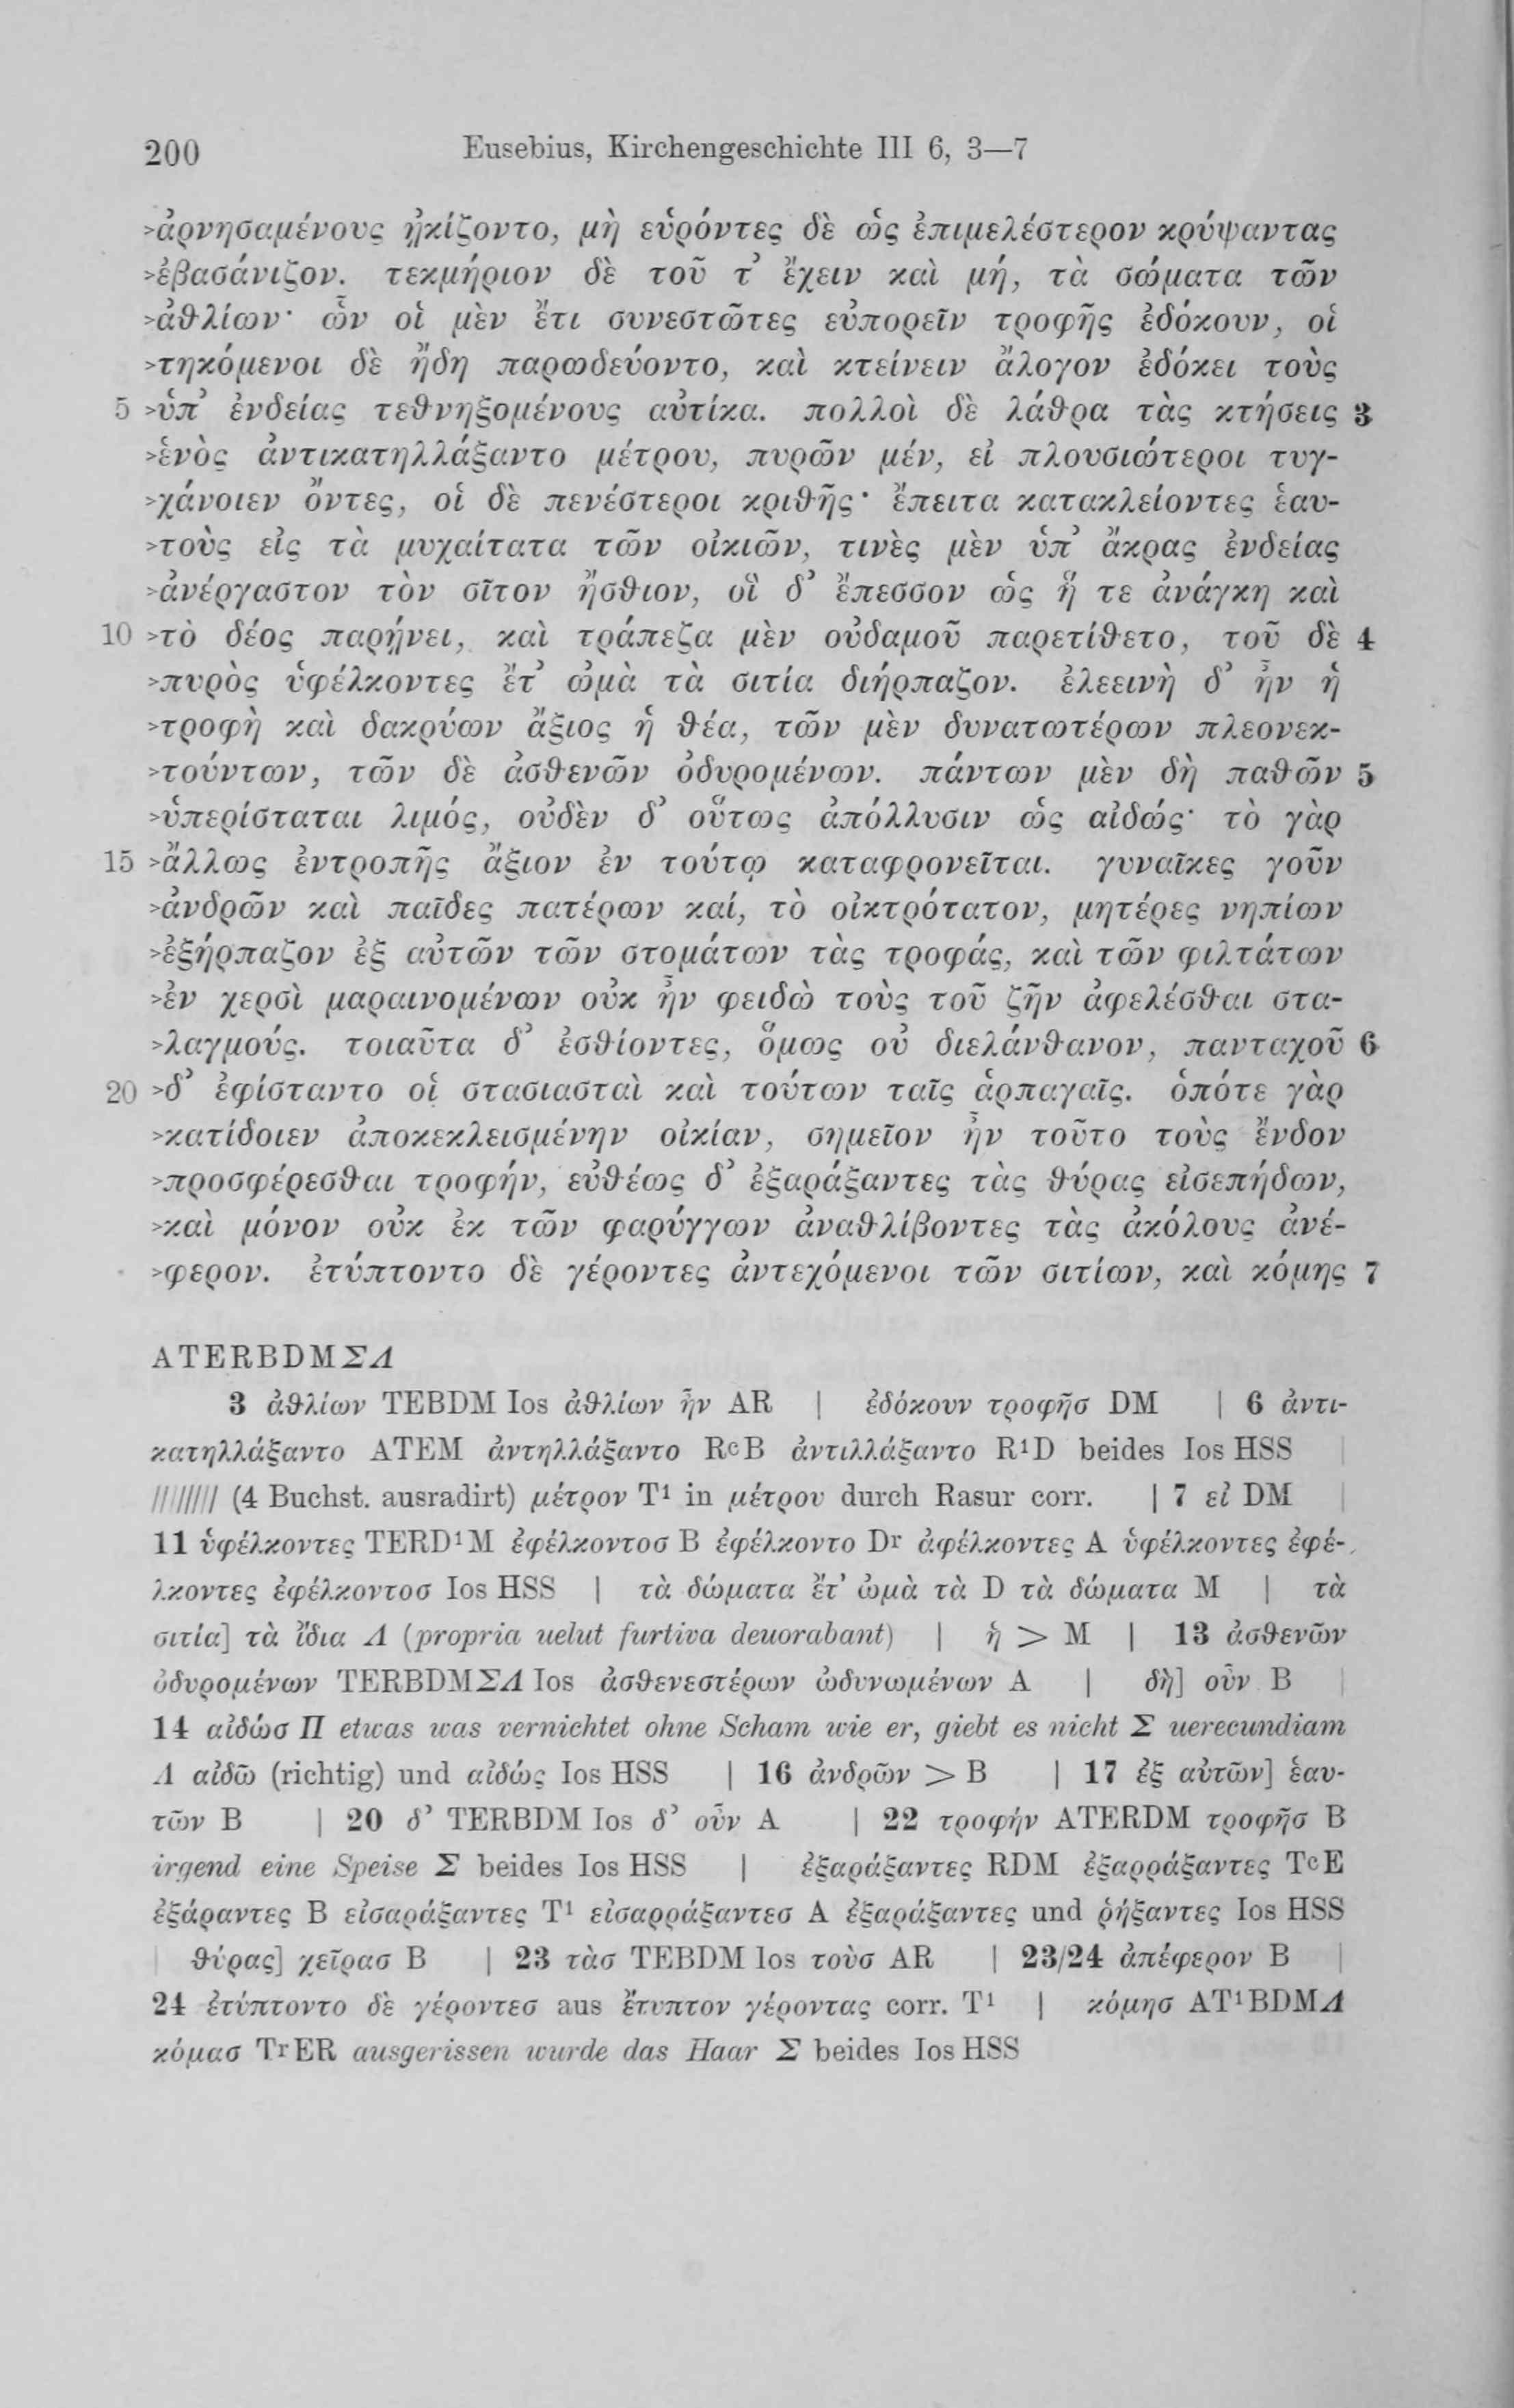 200 Eusebius, Kirchengeschichte III 6, 3—7
>ἀρνησαμένους ᾐκίζοντο, μὴ εὑρόντες δὲ ὡς ἐπιμελέστερον κρύψαντας
>ἐβασάνιζον. τεκμήριον δὲ τοῦ τ᾽ ἔχειν καὶ μή, τὰ σώματα τῶν
>ἀθλίων· ὧν οἱ μὲν ἔτι συνεστῶτες εὐπορεῖν τροφῆς ἐδόκουν, οἱ
>τηκόμενοι δὲ ἤδη παρωδεύοντο, καὶ κτείνειν ἄλογον ἐδόκει τοὺς
5 >ὑπ᾽ ἐνδείας τεθνηξομένους αὐτίκα. πολλοὶ δὲ λάθρα τὰς κτήσεις 3
>ἑνὸς ἀντικατηλλάξαντο μέτρου, πυρῶν μέν, εἰ πλουσιώτεροι τυγ-
>χάνοιεν ὄντες, οἱ δὲ πενέστεροι κριθῆς· ἔπειτα κατακλείοντες ἑαυ-
>τοὺς εἰς τὰ μυχαίτατα τῶν οἰκιῶν, τινὲς μὲν ὑπ᾽ ἄκρας ἐνδείας
>ἀνέργαστον τὸν σῖτον ἤσθιον, οἳ δ᾽ ἔπεσσον ὡς ἥ τε ἀνάγκη καὶ
10 >τὸ δέος παρῄνει, καὶ τράπεζα μὲν οὐδαμοῦ παρετίθετο, τοῦ δὲ 4
>πυρὸς ὑφέλκοντες ἔτ᾽ ὠμὰ τὰ σιτία διήρπαζον. ἐλεεινὴ δ᾽ ἦν ἡ
>τροφὴ καὶ δακρύων ἄξιος ἡ θέα, τῶν μὲν δυνατωτέρων πλεονεκ-
>τούντων, τῶν δὲ ἀσθενῶν ὀδυρομένων. πάντων μὲν δὴ παθῶν 5
>ὑπερίσταται λιμός, οὐδὲν δ᾽ οὕτως ἀπόλλυσιν ὡς αἰδώς· τὸ γὰρ
15 >ἄλλως ἐντροπῆς ἄξιον ἐν τούτῳ καταφρονεῖται. γυναῖκες γοῦν
>ἀνδρῶν καὶ παῖδες πατέρων καί, τὸ οἰκτρότατον, μητέρες νηπίων
>ἐξήρπαζον ἐξ αὐτῶν τῶν στομάτων τὰς τροφάς, καὶ τῶν φιλτάτων
>ἐν χερσὶ μαραινομένων οὐκ ἦν φειδὼ τοὺς τοῦ ζῆν ἀφελέσθαι στα-
>λαγμούς. τοιαῦτα δ᾽ ἐσθίοντες, ὅμως οὐ διελάνθανον, πανταχοῦ 6
20 >δ᾽ ἐφίσταντο οἱ στασιασταὶ καὶ τούτων ταῖς ἁρπαγαῖς. ὁπότε γὰρ
>κατίδοιεν ἀποκεκλεισμένην οἰκίαν, σημεῖον ἦν τοῦτο τοὺς ἔνδον
>προσφέρεσθαι τροφήν, εὐθέως δ᾽ ἐξαράξαντες τὰς θύρας εἰσεπήδων,
>καὶ μόνον οὐκ ἐκ τῶν φαρύγγων ἀναθλίβοντες τὰς ἀκόλους ἀνέ-
>φερον. ἐτύπτοντο δὲ γέροντες ἀντεχόμενοι τῶν σιτίων, καὶ κόμης 7
ATERBDMΣΛ
3 ἀθλίων TEBDM Ios ἀθλίων ἦν AR | ἐδόκουν τροφῆσ DM | 6 ἀντι-
κατηλλάξαντο ATEM ἀντηλλάξαντο RᶜB ἀντιλλάξαντο R¹D beides Ios HSS |
//////// (4 Buchst. ausradirt) μέτρον T¹ in μέτρου durch Rasur corr. | 7 εἰ DM |
11 ὑφέλκοντες TERD¹M ἐφέλκοντοσ B ἐφέλκοντο Dʳ ἀφέλκοντες A ὑφέλκοντες ἐφέ-
λκοντες ἐφέλκοντοσ Ios HSS | τὰ δώματα ἔτ᾽ ὠμὰ τὰ D τὰ δώματα M | τὰ
σιτία] τὰ ἴδια Λ (propria uelut furtiva deuorabant) | ἡ > M | 13 ἀσθενῶν
ὀδυρομένων TERBDMΣΛ Ios ἀσθενεστέρων ὠδυνωμένων A | δὴ] οὖν B |
14 αἰδὼσ Π etwas was vernichtet ohne Scham wie er, giebt es nicht Σ uerecundiam
Λ αἰδῶ (richtig) und αἰδώς Ios HSS | 16 ἀνδρῶν > B | 17 ἐξ αὐτῶν] ἑαυ-
τῶν B | 20 δ᾽ TERBDM Ios δ᾽ οὖν A | 22 τροφήν ATERDM τροφῆσ B
irgend eine Speise Σ beides Ios HSS | ἐξαράξαντες RDM ἐξαρράξαντες TᶜE
ἐξάραντες B εἰσαράξαντες T¹ εἰσαρράξαντεσ A ἐξαράξαντες und ῥήξαντες Ios HSS
| θύρας] χεῖρασ B | 23 τὰσ TEBDM Ios τοὺσ AR | 23/24 ἀπέφερον B |
24 ἐτύπτοντο δὲ γέροντεσ aus ἔτυπτον γέροντας corr. T¹ | κόμησ AT¹BDMΛ
κόμασ TʳER ausgerissen wurde das Haar Σ beides Ios HSS